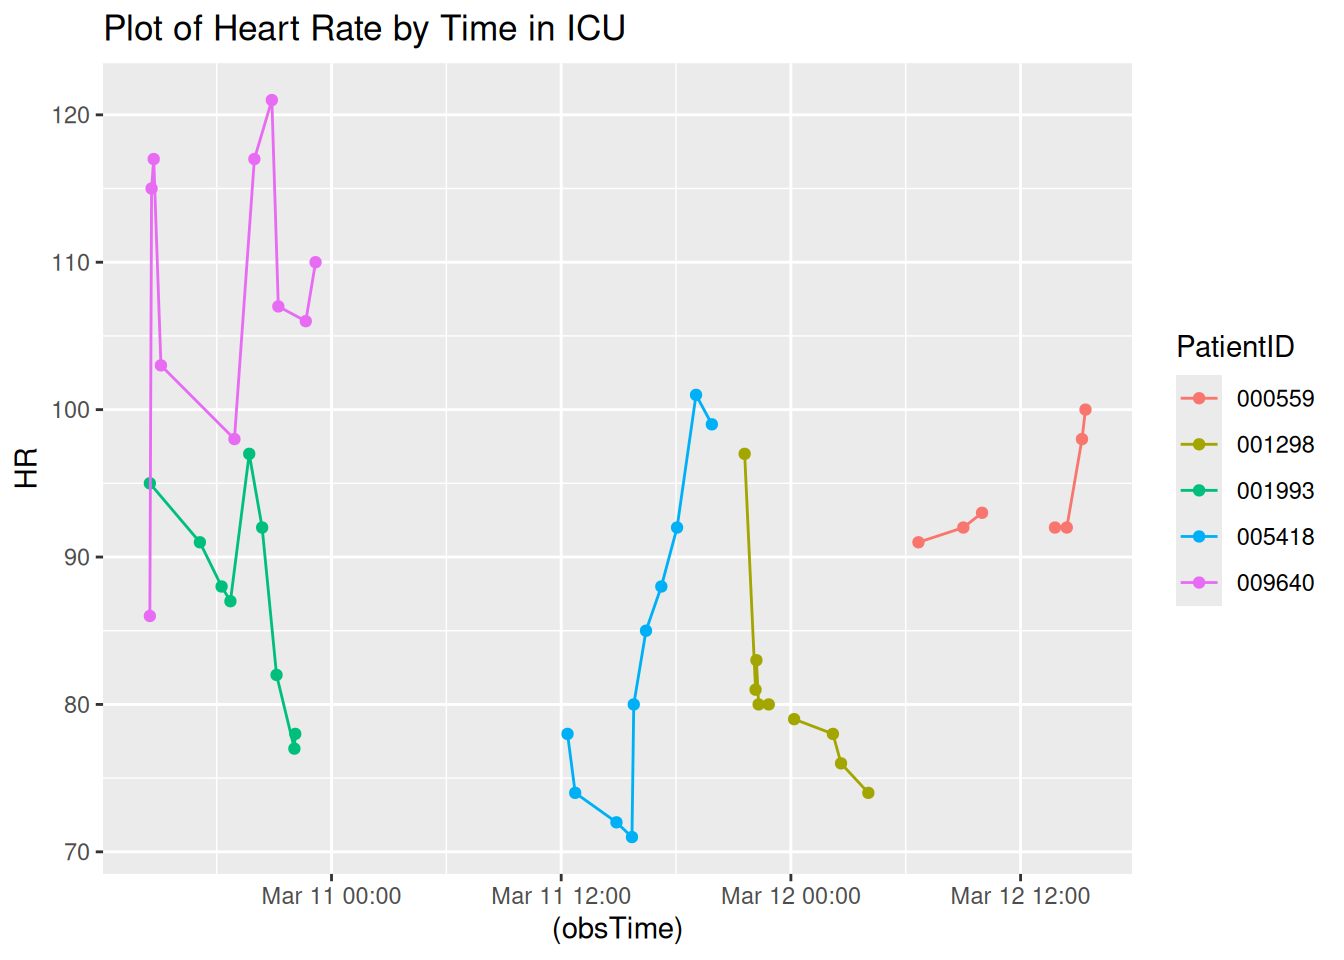 Plot of Heart Rate by Time in ICU
120
110
100
90
80
70
HR
Mar 11 00:00 Mar 11 12:00 Mar 12 00:00 Mar 12 12:00
(obsTime)
PatientID
000559
001298
001993
005418
009640